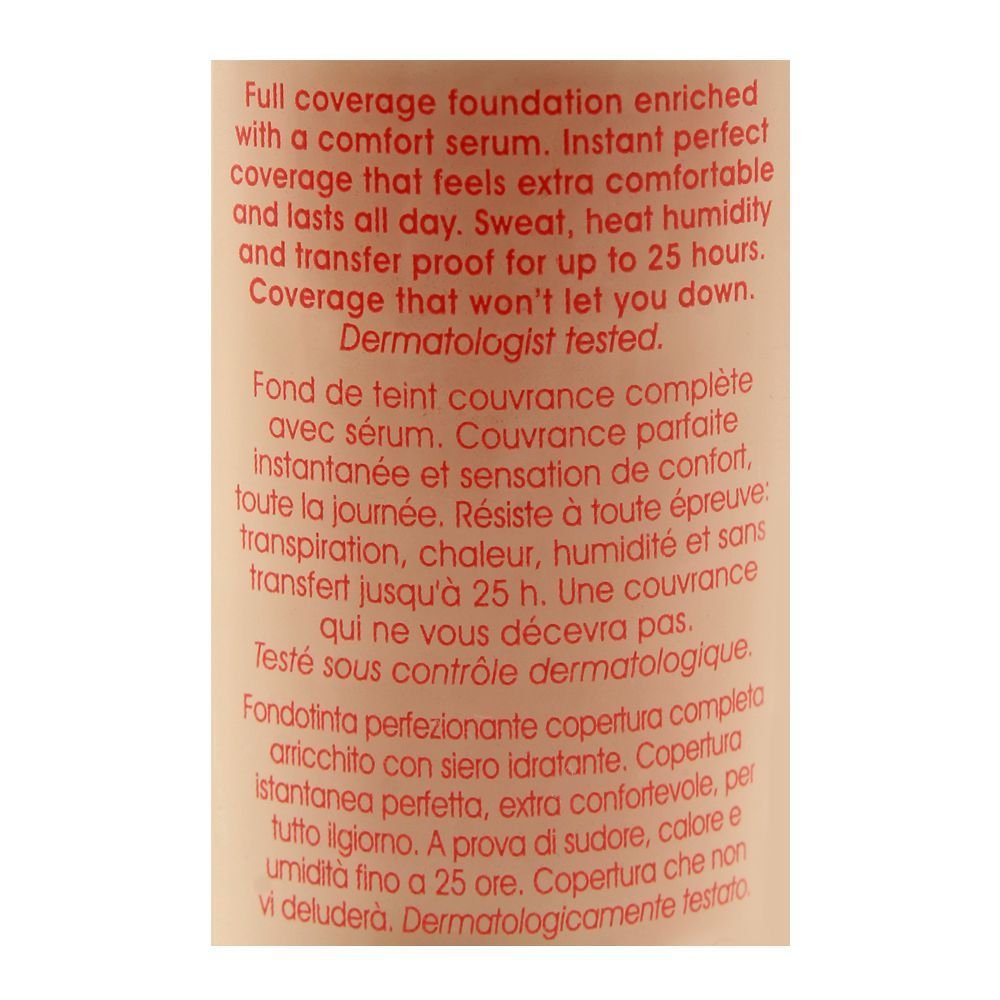 Full coverage foundation enriched
with a comfort serum. Instant perfect
coverage that feels extra comfortable
and lasts all day. Sweat, heat humidity
and transfer proof for up to 25 hours.
Coverage that won't let you down.
Dermatologist tested.
Fond de teint couvrance complète
avec sérum. Couvrance parfaite
instantanée et sensation de confort,
toute la journée. Résiste à toute épreuve:
transpiration, chaleur, humidité et sans
transfert jusqu'à 25 h. Une couvrance
qui ne vous décevra pas.
Testé sous contrôle dermatologique.
Fondotinta perfezionante copertura completa
arricchito con siero idratante. Copertura
istantanea perfetta, extra confortevole, per
tutto ilgiorno. A prova di sudore, calore e
umidità fino a 25 ore. Copertura che non
vi deluderà. Dermatologicamente testato.